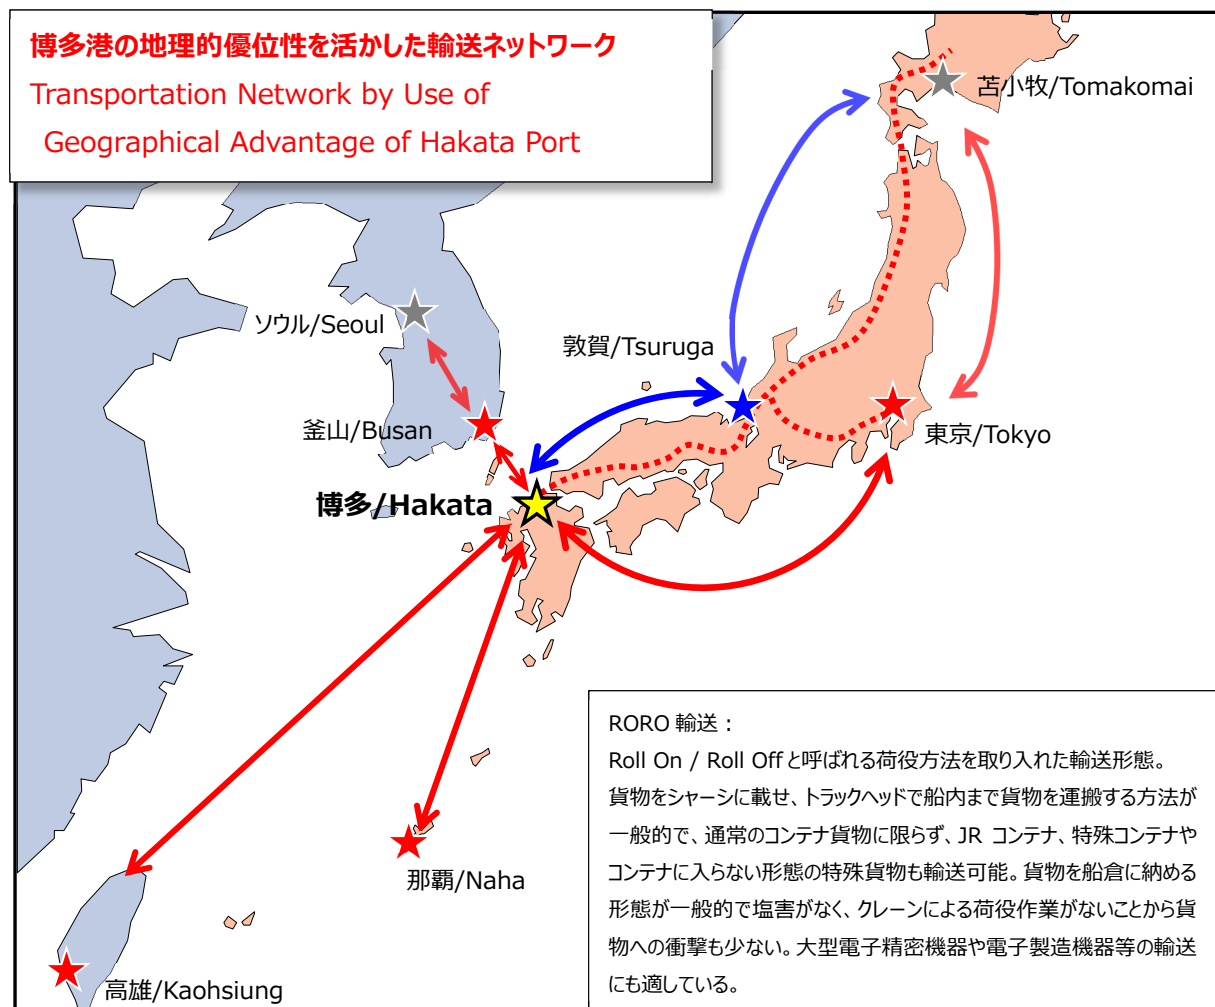 博多港の地理的優位性を活かした輸送ネットワーク
Transportation Network by Use of
Geographical Advantage of Hakata Port
苫小牧/Tomakomai
ソウル/Seoul
敦賀/Tsuruga
釜山/Busan
東京/Tokyo
博多/Hakata
那覇/Naha
高雄/Kaohsiung
RORO 輸送：
Roll On / Roll Off と呼ばれる荷役方法を取り入れた輸送形態。
貨物をシャーシに載せ、トラックヘッドで船内まで貨物を運搬する方法が
一般的で、通常のコンテナ貨物に限らず、JR コンテナ、特殊コンテナや
コンテナに入らない形態の特殊貨物も輸送可能。貨物を船倉に納める
形態が一般的で塩害がなく、クレーンによる荷役作業がないことから貨
物への衝撃も少ない。大型電子精密機器や電子製造機器等の輸送
にも適している。